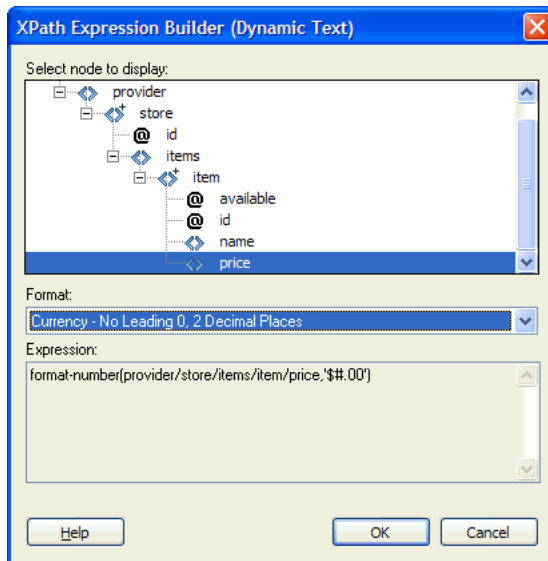 XPath Expression Builder (Dynamic Text)
Select node to display:
provider
store
@ id
items
item
@ available
@ id
name
price
Format:
Currency - No Leading 0, 2 Decimal Places
Expression:
format-number(provider/store/items/item/price,'$#.00')
Help OK Cancel